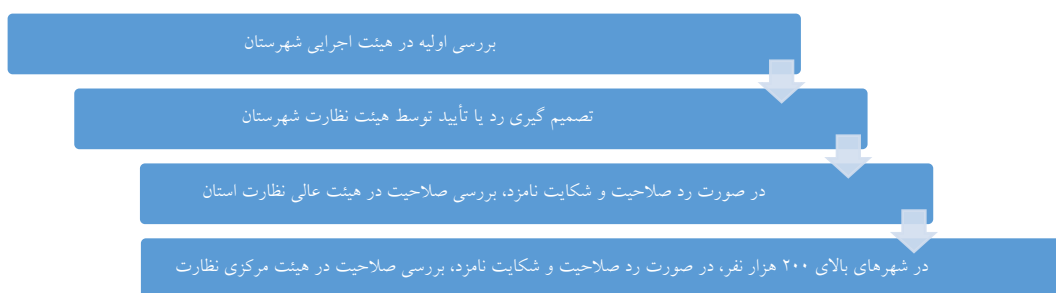 بررسی اولیه در هیئت اجرایی شهرستان
تصمیم گیری رد یا تأیید توسط هیئت نظارت شهرستان
در صورت رد صلاحیت و شکایت نامزد، بررسی صلاحیت در هیئت عالی نظارت استان
در شهرهای بالای ۲۰۰ هزار نفر، در صورت رد صلاحیت و شکایت نامزد، بررسی صلاحیت در هیئت مرکزی نظارت